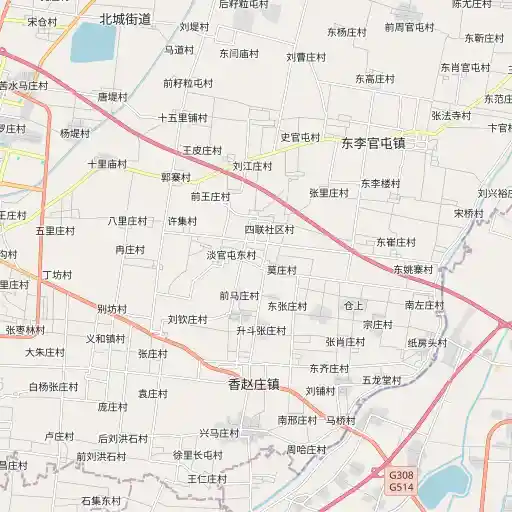 后籽粒屯村
陈尤庄村
北城街道
宋仓村
刘堤村
东杨庄村
前周官屯村
东靳庄村
马道村
东闫庙村
刘曹庄村
东肖官屯村
苦水马庄村
前籽粒屯村
东高庄村
唐堤村
东范庄
十五里铺村
张法寺村
卞官
罗庄村
杨堤村
史官屯村
东李官屯镇
王皮庄村
十里庙村
刘江庄村
郭寨村
东李楼村
前王庄村
张里庄村
刘兴裕庄
王庄村
八里庄村
许集村
宋桥村
五里庄村
四联社区村
冉庄村
东崔庄村
沟村
淡官屯东村
丁坊村
莫庄村
东姚寨村
里庄村
前马庄村
别坊村
东张庄村
仓上
南左庄村
刘钦庄村
宗庄村
张枣林村
升斗张庄村
义和镇村
张肖庄村
纸房头村
大朱庄村
张庄村
东齐庄村
白杨张庄村
香赵庄镇
五龙堂村
袁庄村
刘铺村
庞庄村
南邢庄村
马桥村
卢庄村
兴马庄村
后刘洪石村
周哈庄村
前刘洪石村
徐里长屯村
吕庄村
王仁庄村
G308
G514
石集东村